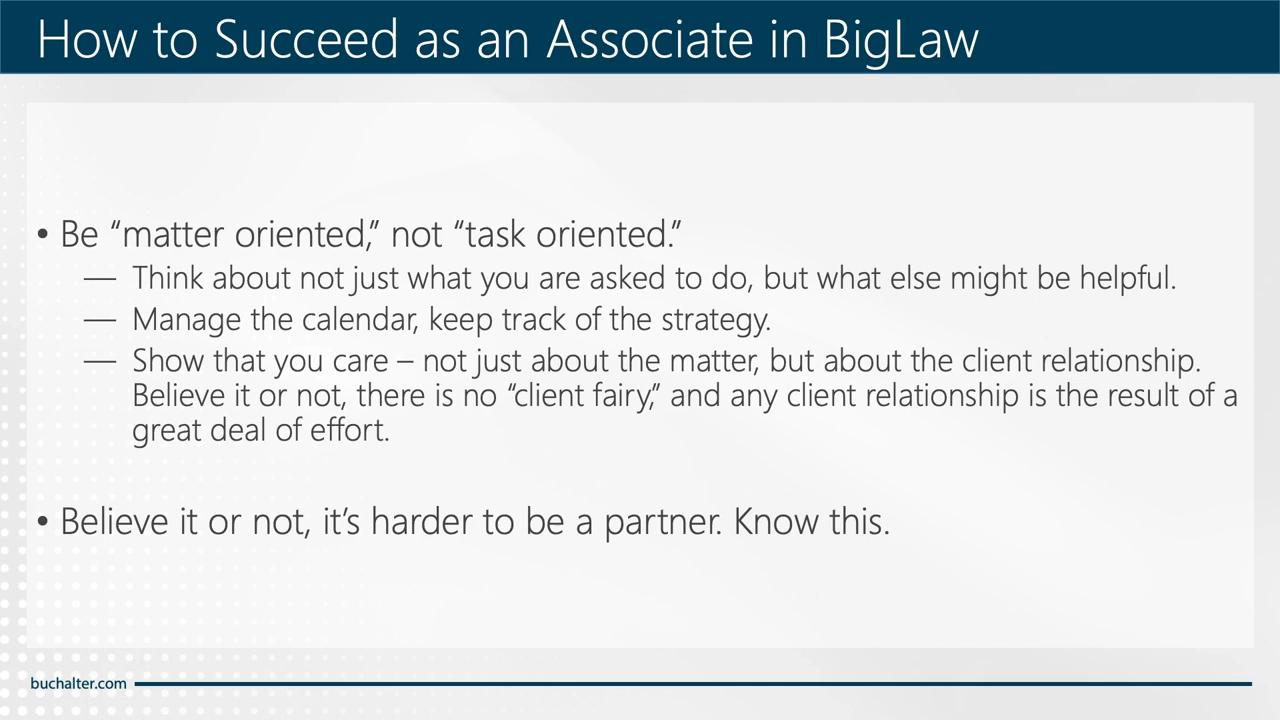 How to Succeed as an Associate in BigLaw
• Be “matter oriented,” not “task oriented.”
— Think about not just what you are asked to do, but what else might be helpful.
— Manage the calendar, keep track of the strategy.
— Show that you care – not just about the matter, but about the client relationship.
Believe it or not, there is no “client fairy,” and any client relationship is the result of a
great deal of effort.
• Believe it or not, it’s harder to be a partner. Know this.
buchalter.com